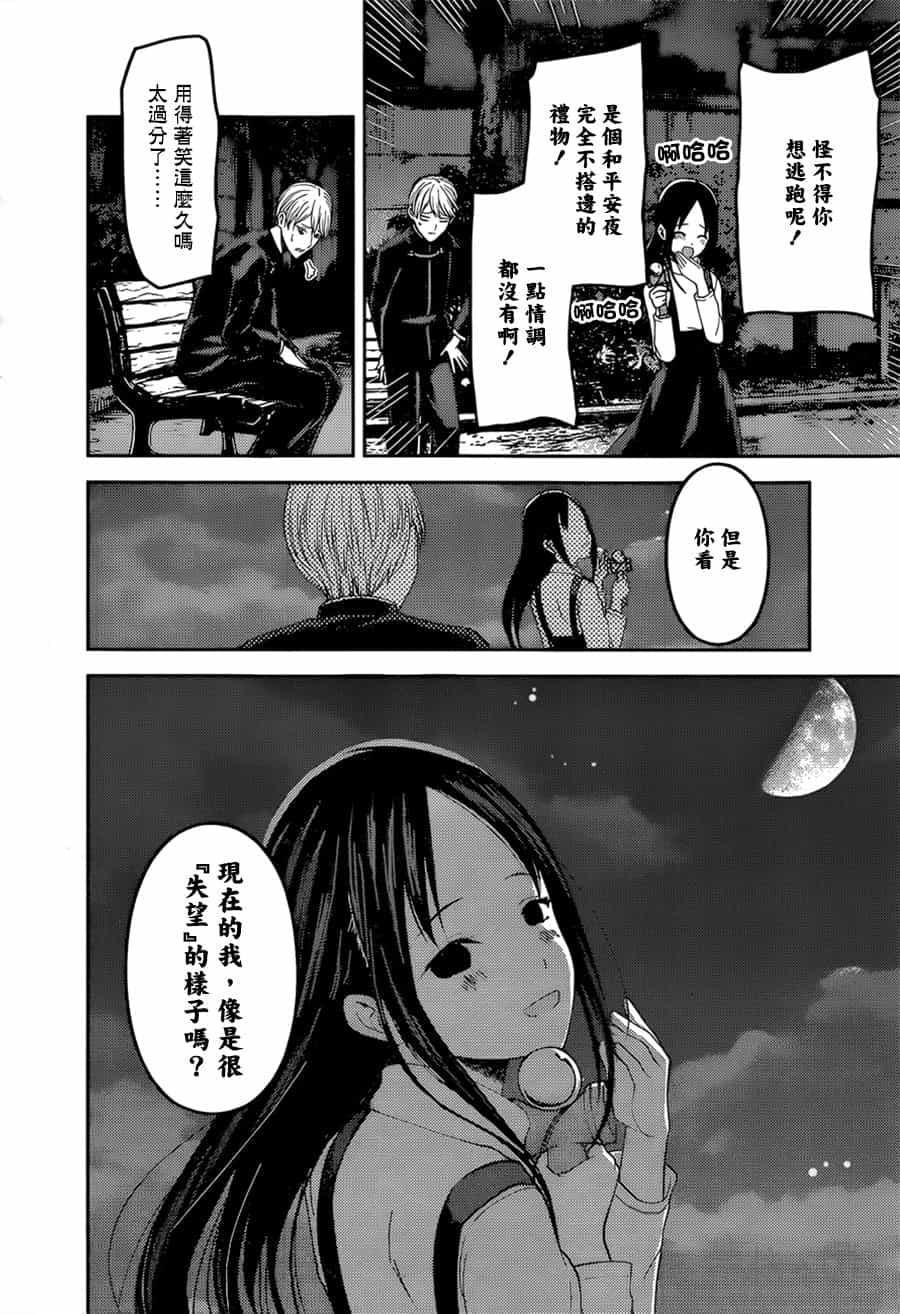 怪不得你
想逃跑呢！
啊哈哈
是個和平安夜
完全不搭邊的
禮物！
一點情調
都沒有啊！
啊哈哈
用得著笑這麼久嗎
太過分了……
但是
你看
現在的我，像是很
『失望』的樣子嗎？